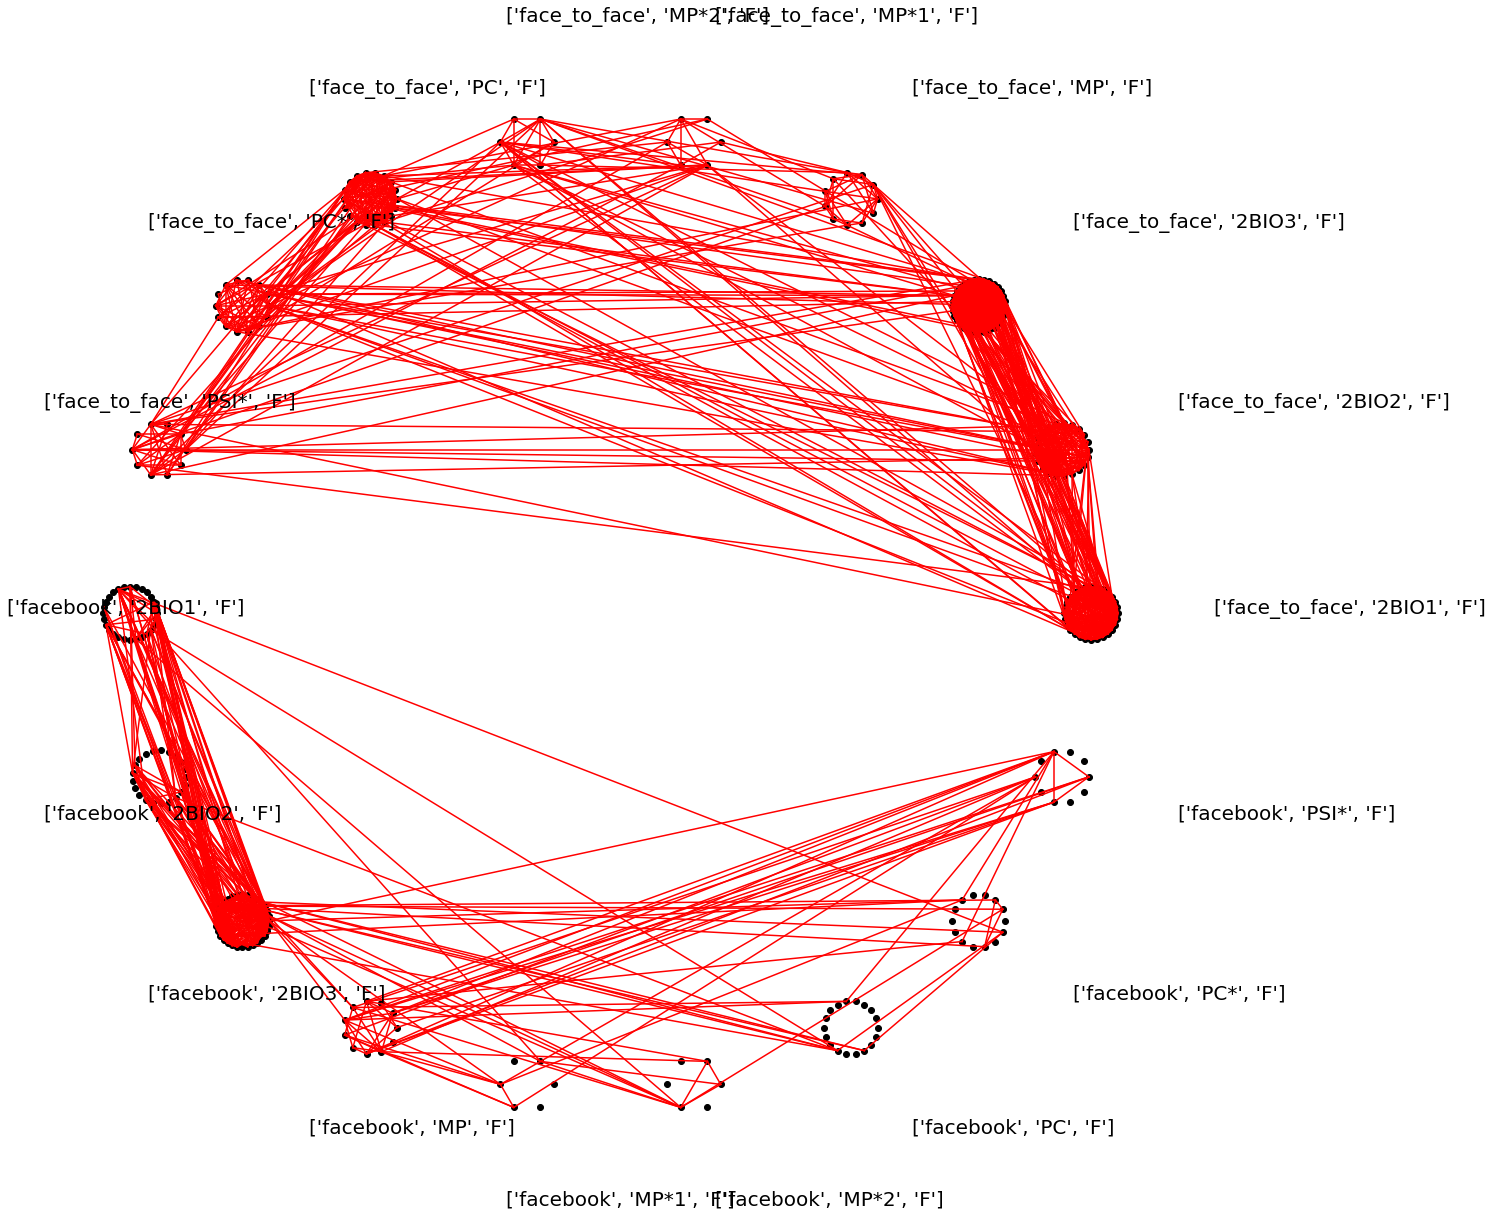 ['face_to_face', 'MP*2', 'F']
['face_to_face', 'MP*1', 'F']
['face_to_face', 'PC', 'F']
['face_to_face', 'MP', 'F']
['face_to_face', 'PC*', 'F']
['face_to_face', '2BIO3', 'F']
['face_to_face', 'PSI*', 'F']
['face_to_face', '2BIO2', 'F']
['facebook', '2BIO1', 'F']
['face_to_face', '2BIO1', 'F']
['facebook', '2BIO2', 'F']
['facebook', 'PSI*', 'F']
['facebook', '2BIO3', 'F']
['facebook', 'PC*', 'F']
['facebook', 'MP', 'F']
['facebook', 'PC', 'F']
['facebook', 'MP*1', 'F']
['facebook', 'MP*2', 'F']